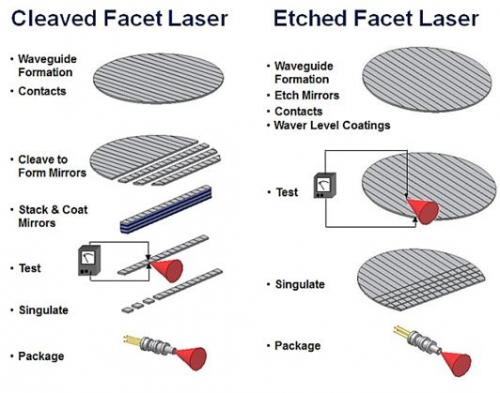 Cleaved Facet Laser
• Waveguide
Formation
• Contacts
• Cleave to
Form Mirrors
• Stack & Coat
Mirrors
• Test
• Singulate
• Package
Etched Facet Laser
• Waveguide
Formation
• Etch Mirrors
• Contacts
• Waver Level Coatings
• Test
• Singulate
• Package